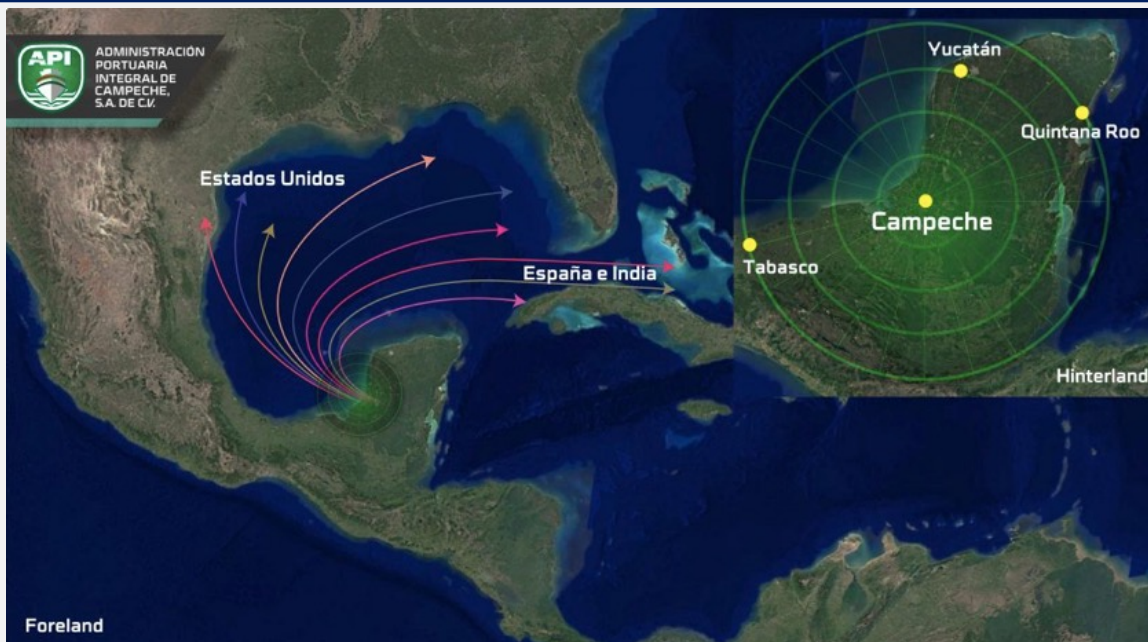 API
ADMINISTRACIÓN
PORTUARIA
INTEGRAL DE
CAMPECHE,
S.A. DE C.V.
Estados Unidos
España e India
Foreland
Yucatán
Quintana Roo
Campeche
Tabasco
Hinterland